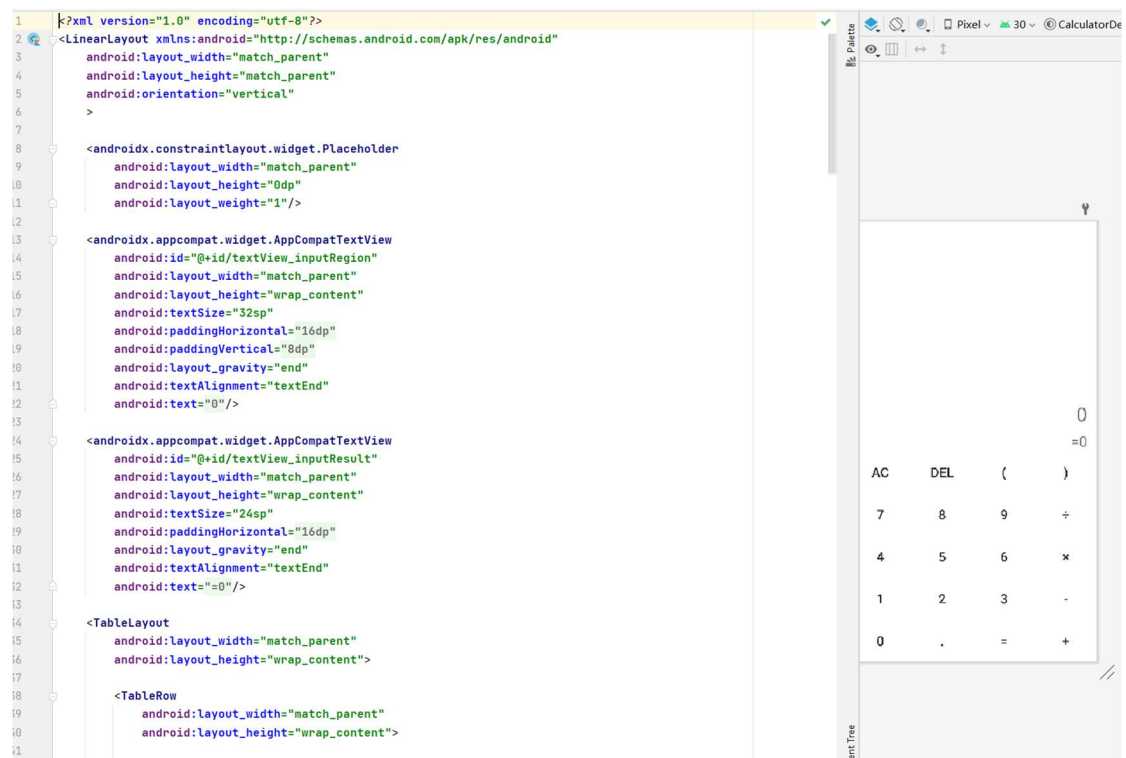 1 <?xml version="1.0" encoding="utf-8"?>
2 <LinearLayout xmlns:android="http://schemas.android.com/apk/res/android"
3 android:layout_width="match_parent"
4 android:layout_height="match_parent"
5 android:orientation="vertical"
6 >
7
8 <androidx.constraintlayout.widget.Placeholder
9 android:layout_width="match_parent"
10 android:layout_height="0dp"
11 android:layout_weight="1"/>
12
13 <androidx.appcompat.widget.AppCompatTextView
14 android:id="@+id/textView_inputRegion"
15 android:layout_width="match_parent"
16 android:layout_height="wrap_content"
17 android:textSize="32sp"
18 android:paddingHorizontal="16dp"
19 android:paddingVertical="8dp"
20 android:layout_gravity="end"
21 android:textAlignment="textEnd"
22 android:text="0"/>
23
24 <androidx.appcompat.widget.AppCompatTextView
25 android:id="@+id/textView_inputResult"
26 android:layout_width="match_parent"
27 android:layout_height="wrap_content"
28 android:textSize="24sp"
29 android:paddingHorizontal="16dp"
30 android:layout_gravity="end"
31 android:textAlignment="textEnd"
32 android:text="=0"/>
33
34 <TableLayout
35 android:layout_width="match_parent"
36 android:layout_height="wrap_content">
37
38 <TableRow
39 android:layout_width="match_parent"
40 android:layout_height="wrap_content">
41
Palette
Pixel 30 CalculatorDe
0
=0
AC DEL ( )
7 8 9 ÷
4 5 6 ×
1 2 3 -
0 . = +
ent Tree